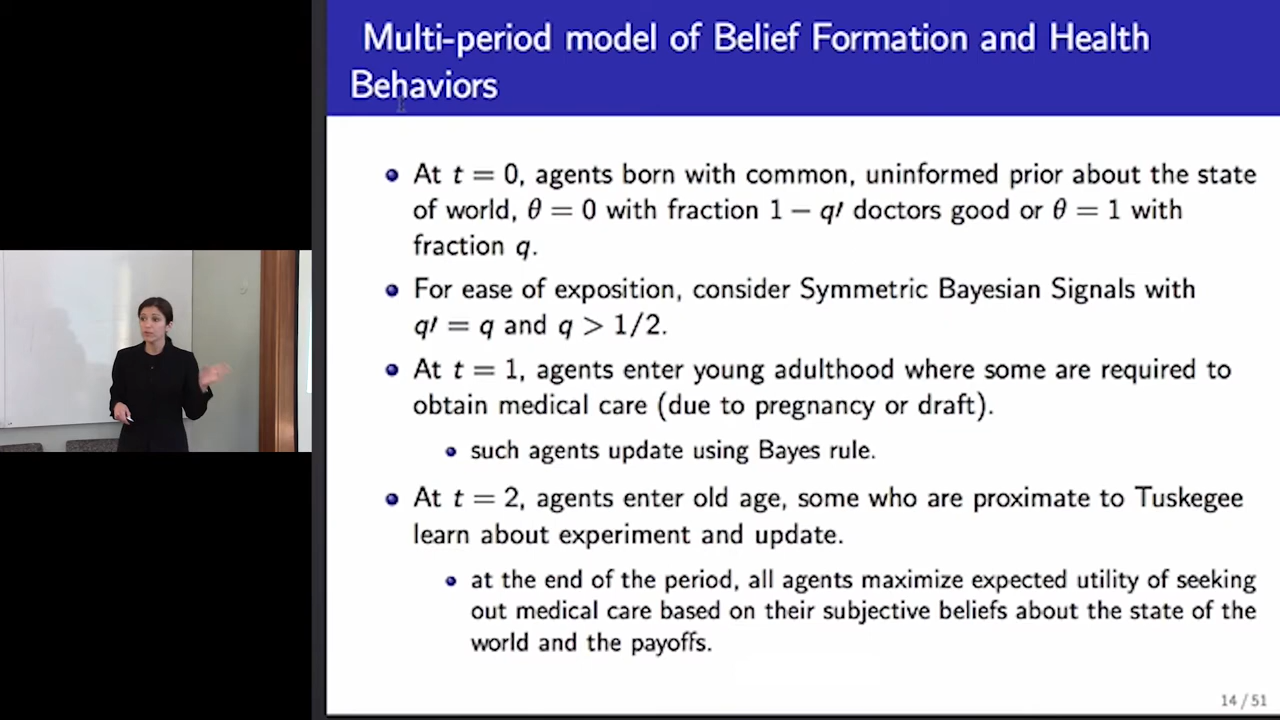 Multi-period model of Belief Formation and Health
Behaviors
At t = 0, agents born with common, uninformed prior about the state
of world, θ = 0 with fraction 1 − q′ doctors good or θ = 1 with
fraction q.
For ease of exposition, consider Symmetric Bayesian Signals with
q′ = q and q > 1/2.
At t = 1, agents enter young adulthood where some are required to
obtain medical care (due to pregnancy or draft).
such agents update using Bayes rule.
At t = 2, agents enter old age, some who are proximate to Tuskegee
learn about experiment and update.
at the end of the period, all agents maximize expected utility of seeking
out medical care based on their subjective beliefs about the state of the
world and the payoffs.
14 / 51